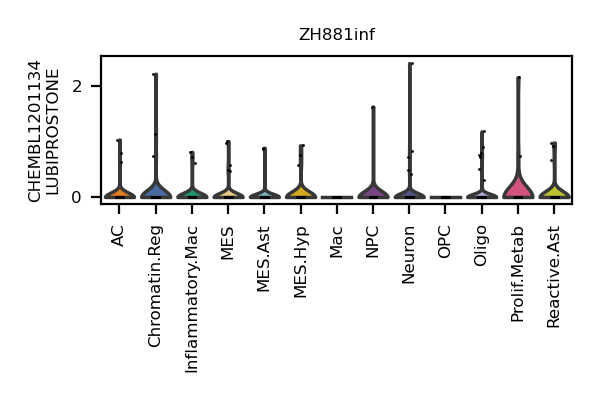 ZH881inf
CHEMBL1201134
LUBIPROSTONE
2
0
AC
Chromatin.Reg
Inflammatory.Mac
MES
MES.Ast
MES.Hyp
Mac
NPC
Neuron
OPC
Oligo
Prolif.Metab
Reactive.Ast